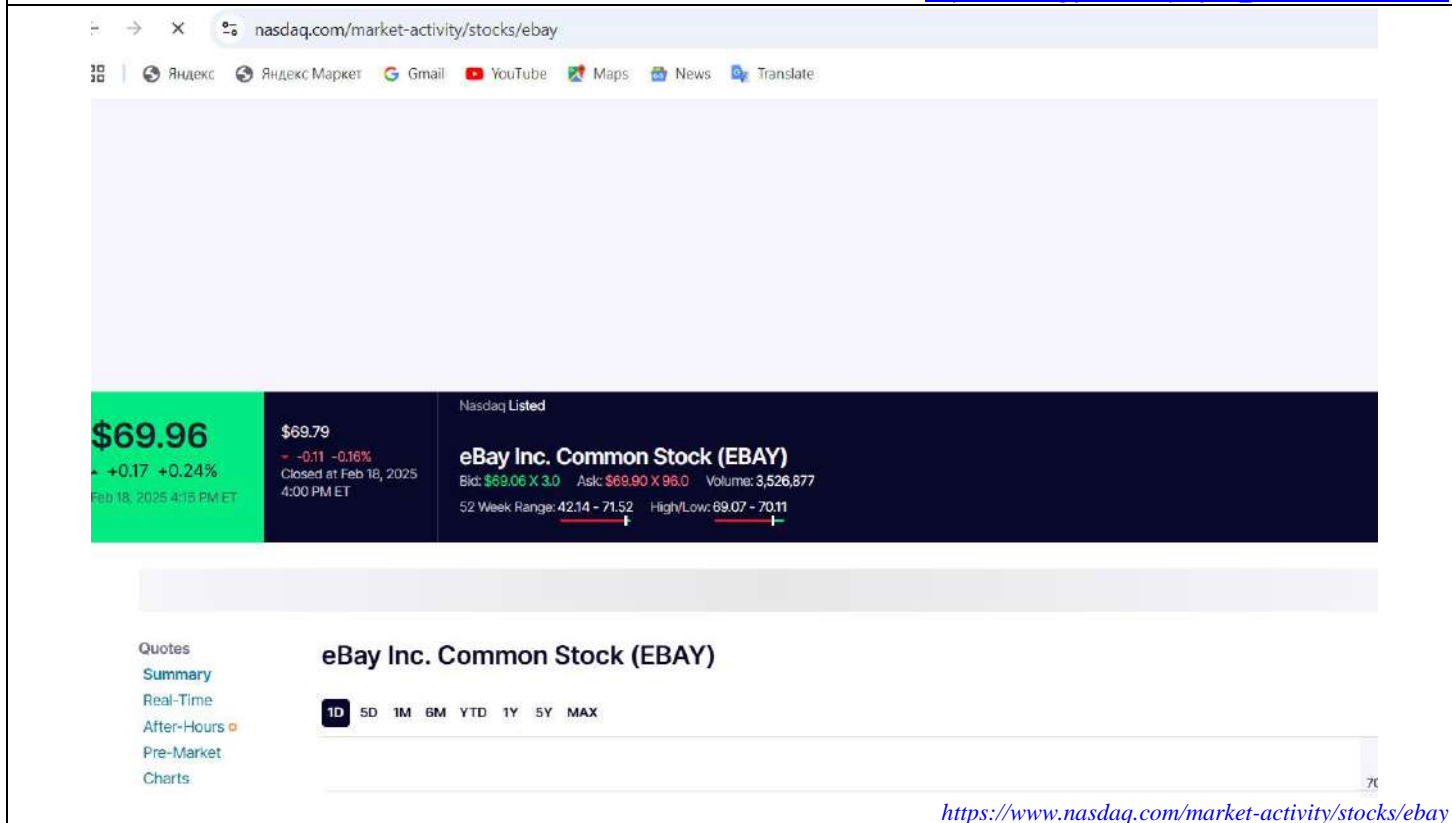 nasdaq.com/market-activity/stocks/ebay
Яндекс Яндекс Маркет Gmail YouTube Maps News Translate
Nasdaq Listed
$69.96
+0.17 +0.24%
Feb 18, 2025 4:15 PM ET
$69.79
-0.11 -0.16%
Closed at Feb 18, 2025
4:00 PM ET
eBay Inc. Common Stock (EBAY)
Bid: $69.06 X 3.0 Ask: $69.90 X 96.0 Volume: 3,526,877
52 Week Range: 42.14 - 71.52 High/Low: 69.07 - 70.11
Quotes
Summary
Real-Time
After-Hours
Pre-Market
Charts
eBay Inc. Common Stock (EBAY)
1D 5D 1M 6M YTD 1Y 5Y MAX
https://www.nasdaq.com/market-activity/stocks/ebay